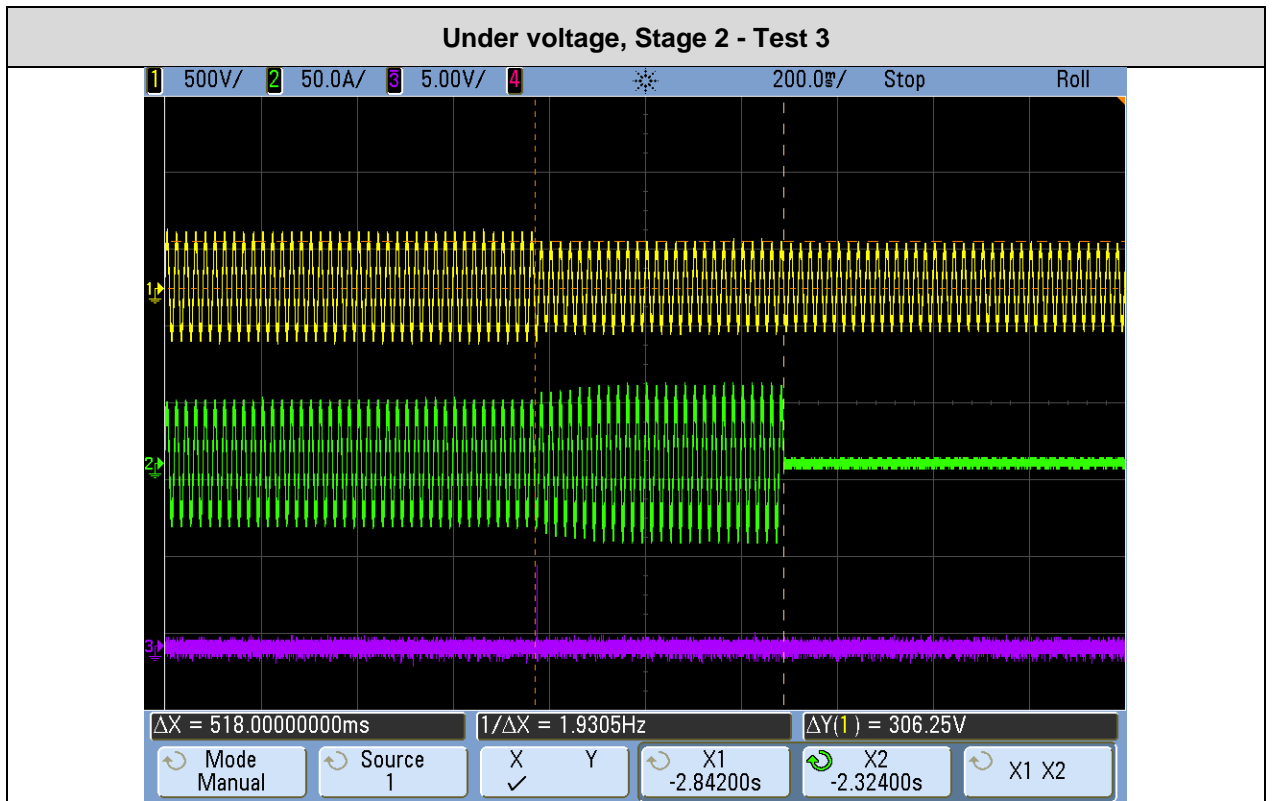 Under voltage, Stage 2 - Test 3
1 500V/ 2 50.0A/ 3 5.00V/ 4 200.0ms/ Stop Roll
1
2
3
ΔX = 518.00000000ms 1/ΔX = 1.9305Hz ΔY(1) = 306.25V
Mode Source X Y X1 X2 X1 X2
Manual 1 ✓ -2.84200s -2.32400s